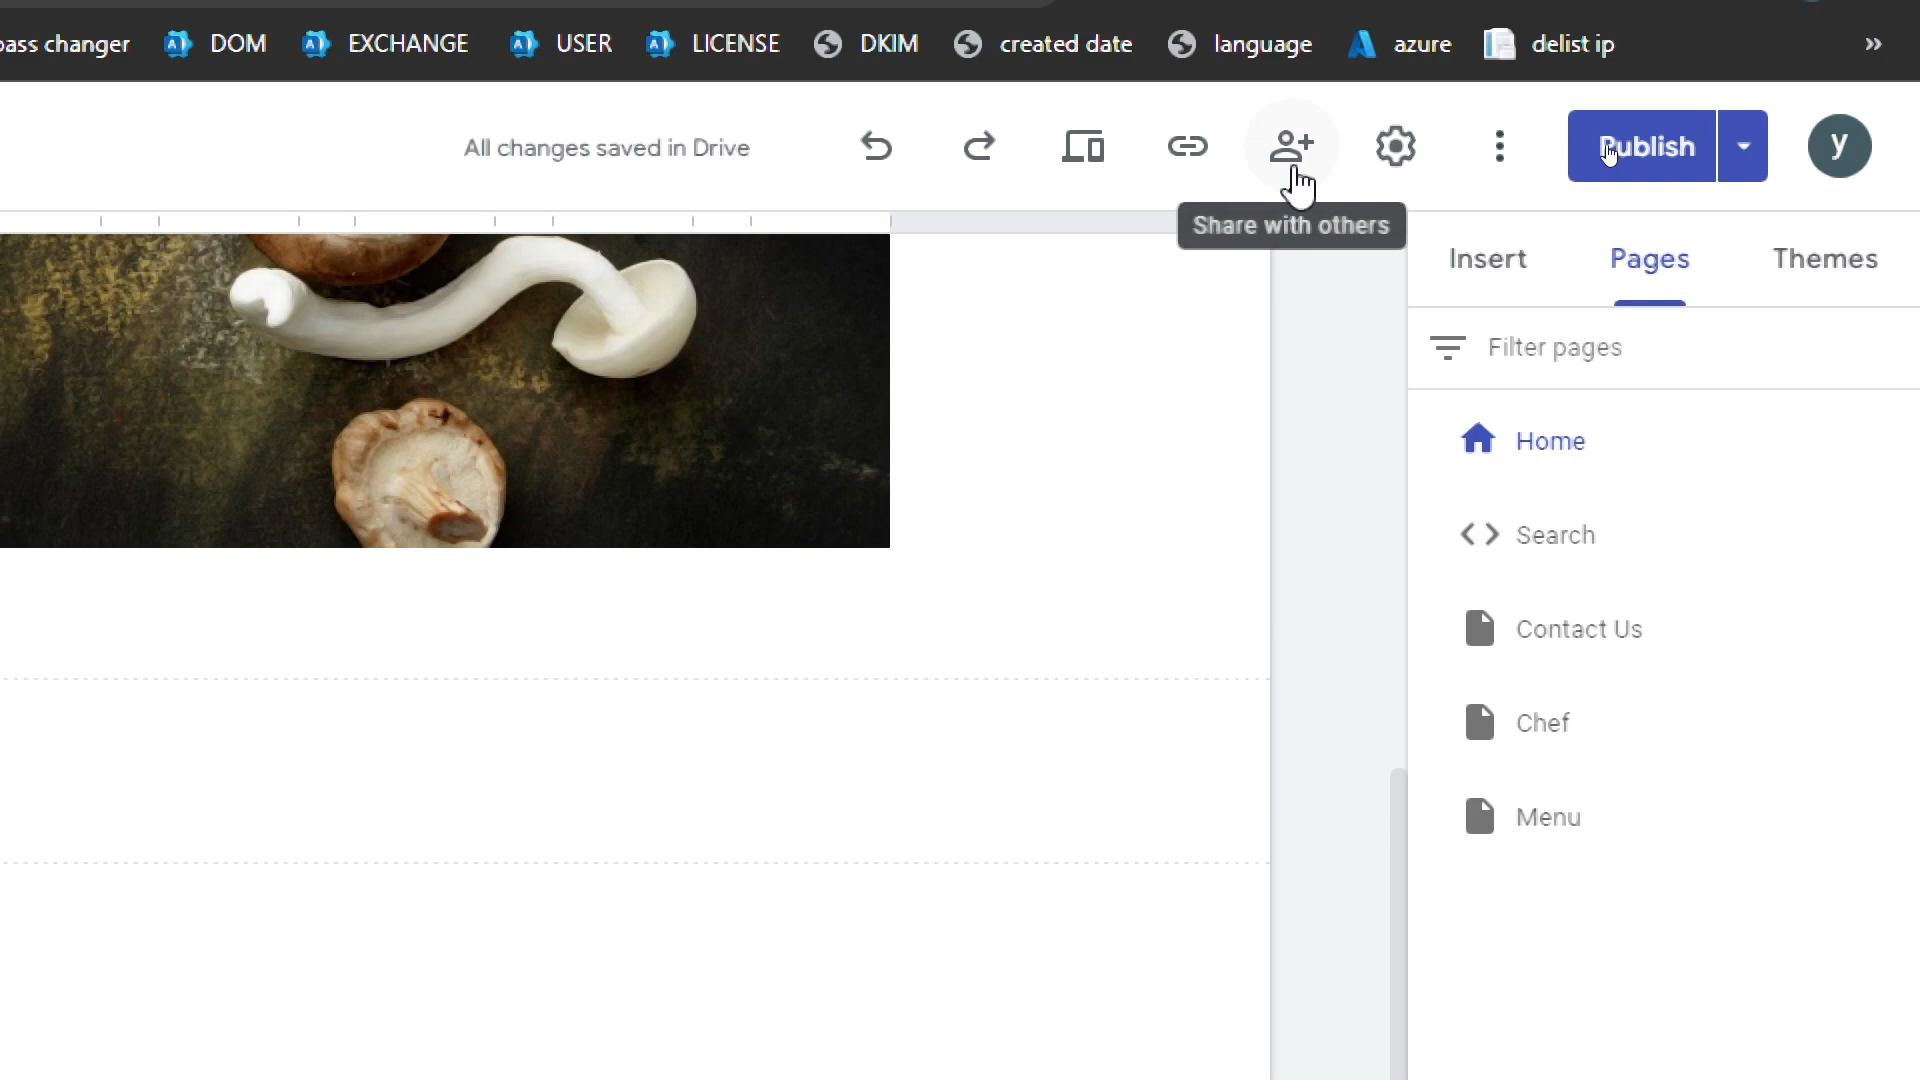 pass changer DOM EXCHANGE USER LICENSE DKIM created date language azure delist ip »
All changes saved in Drive Publish y
Share with others
Insert Pages Themes
Filter pages
Home
Search
Contact Us
Chef
Menu